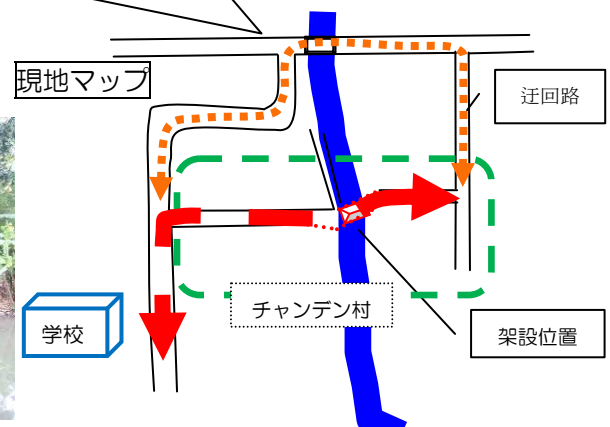 現地マップ
迂回路
チャンデン村
学校
架設位置